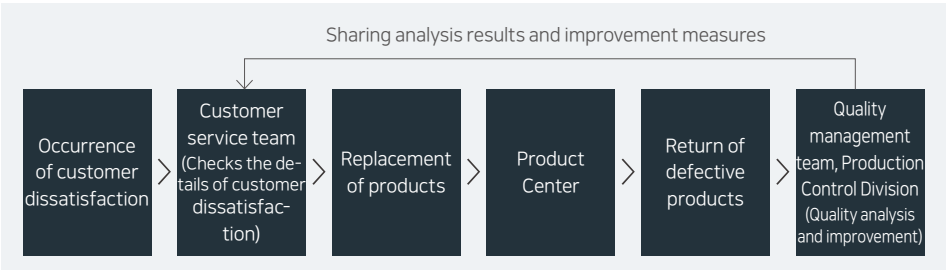 Sharing analysis results and improvement measures
Occurrence
of customer
dissatisfaction
Customer
service team
(Checks the de-
tails of customer
dissatisfac-
tion)
Replacement
of products
Product
Center
Return of
defective
products
Quality
management
team, Production
Control Division
(Quality analysis
and improvement)